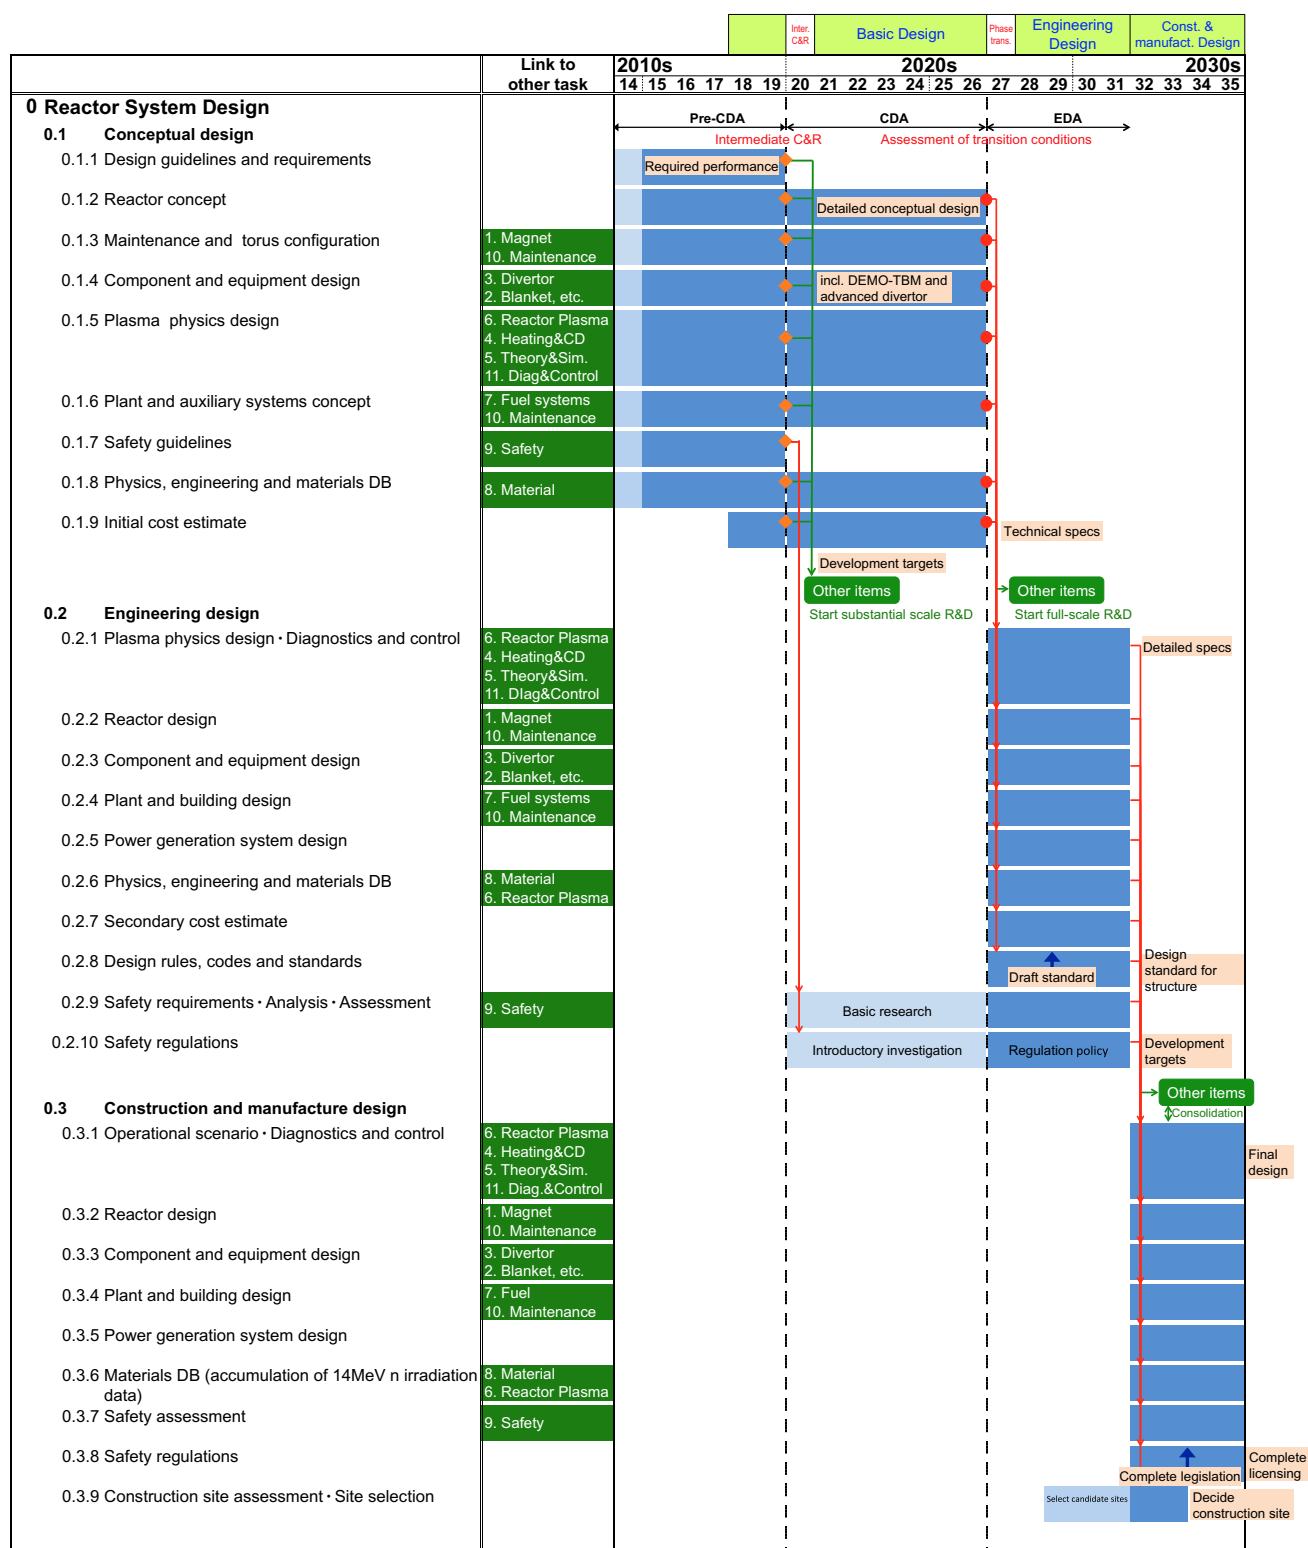 Inter. C&R
Basic Design
Phase trans.
Engineering Design
Const. & manufact. Design
Link to other task
2010s
2020s
2030s
14 15 16 17 18 19 20 21 22 23 24 25 26 27 28 29 30 31 32 33 34 35
0 Reactor System Design
Pre-CDA
CDA
EDA
0.1 Conceptual design
Intermediate C&R
Assessment of transition conditions
0.1.1 Design guidelines and requirements
Required performance
0.1.2 Reactor concept
Detailed conceptual design
0.1.3 Maintenance and torus configuration
1. Magnet
10. Maintenance
0.1.4 Component and equipment design
3. Divertor
2. Blanket, etc.
incl. DEMO-TBM and
advanced divertor
0.1.5 Plasma physics design
6. Reactor Plasma
4. Heating&CD
5. Theory&Sim.
11. Diag&Control
0.1.6 Plant and auxiliary systems concept
7. Fuel systems
10. Maintenance
0.1.7 Safety guidelines
9. Safety
0.1.8 Physics, engineering and materials DB
8. Material
0.1.9 Initial cost estimate
Technical specs
Development targets
Other items
Other items
Start substantial scale R&D
Start full-scale R&D
0.2 Engineering design
0.2.1 Plasma physics design・Diagnostics and control
6. Reactor Plasma
4. Heating&CD
5. Theory&Sim.
11. DIag&Control
Detailed specs
0.2.2 Reactor design
1. Magnet
10. Maintenance
0.2.3 Component and equipment design
3. Divertor
2. Blanket, etc.
0.2.4 Plant and building design
7. Fuel systems
10. Maintenance
0.2.5 Power generation system design
0.2.6 Physics, engineering and materials DB
8. Material
6. Reactor Plasma
0.2.7 Secondary cost estimate
0.2.8 Design rules, codes and standards
Draft standard
Design
standard for
structure
0.2.9 Safety requirements・Analysis・Assessment
9. Safety
Basic research
0.2.10 Safety regulations
Introductory investigation
Regulation policy
Development
targets
Other items
Consolidation
0.3 Construction and manufacture design
0.3.1 Operational scenario・Diagnostics and control
6. Reactor Plasma
4. Heating&CD
5. Theory&Sim.
11. Diag.&Control
Final
design
0.3.2 Reactor design
1. Magnet
10. Maintenance
0.3.3 Component and equipment design
3. Divertor
2. Blanket, etc.
0.3.4 Plant and building design
7. Fuel
10. Maintenance
0.3.5 Power generation system design
0.3.6 Materials DB (accumulation of 14MeV n irradiation
data)
8. Material
6. Reactor Plasma
0.3.7 Safety assessment
9. Safety
0.3.8 Safety regulations
Complete legislation
Complete
licensing
0.3.9 Construction site assessment・Site selection
Select candidate sites
Decide
construction site